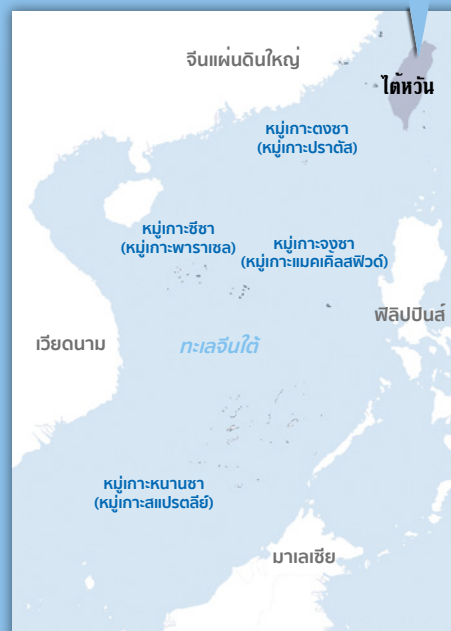 จีนแผ่นดินใหญ่
ไต้หวัน
หมู่เกาะตงซา
(หมู่เกาะปราตัส)
หมู่เกาะซีซา
(หมู่เกาะพาราเซล)
หมู่เกาะจงซา
(หมู่เกาะแมคเคิ้ลสฟิวด์)
ฟิลิปปินส์
เวียดนาม
ทะเลจีนใต้
หมู่เกาะหนานซา
(หมู่เกาะสแปรตลีย์)
มาเลเซีย